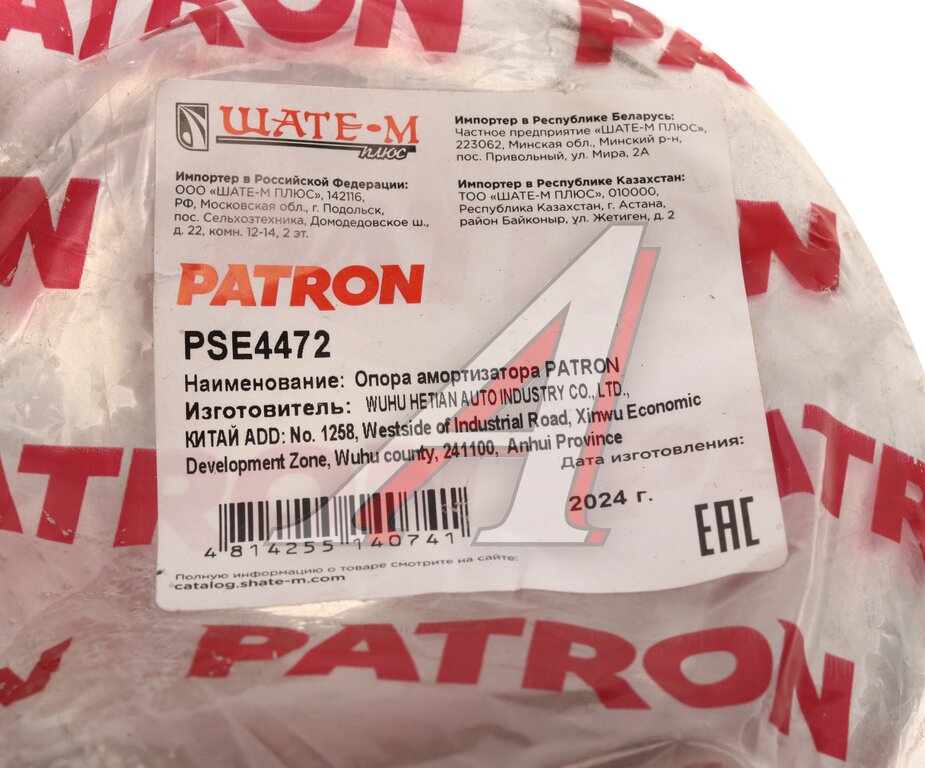 PATRON
PATRON
ШАТЕ-М
ПЛЮС
Импортер в Российской Федерации:
ООО «ШАТЕ-М ПЛЮС», 142116,
РФ, Московская обл., г. Подольск,
пос. Сельхозтехника, Домодедовское ш.,
д. 22, комн. 12-14, 2 эт.
Импортер в Республике Беларусь:
Частное предприятие «ШАТЕ-М ПЛЮС»,
223062, Минская обл., Минский р-н,
пос. Привольный, ул. Мира, 2А
Импортер в Республике Казахстан:
ТОО «ШАТЕ-М ПЛЮС», 010000,
Республика Казахстан, г. Астана,
район Байконыр, ул. Жетиген, д. 2
PATRON
PSE4472
Наименование: Опора амортизатора PATRON
Изготовитель: WUHU HETIAN AUTO INDUSTRY CO., LTD.,
КИТАЙ ADD: No. 1258, Westside of Industrial Road, Xinwu Economic
Development Zone, Wuhu county, 241100, Anhui Province
Дата изготовления:
2024 г.
EAC
4 814255 140741
Полную информацию о товаре смотрите на сайте:
catalog.shate-m.com
PATRON